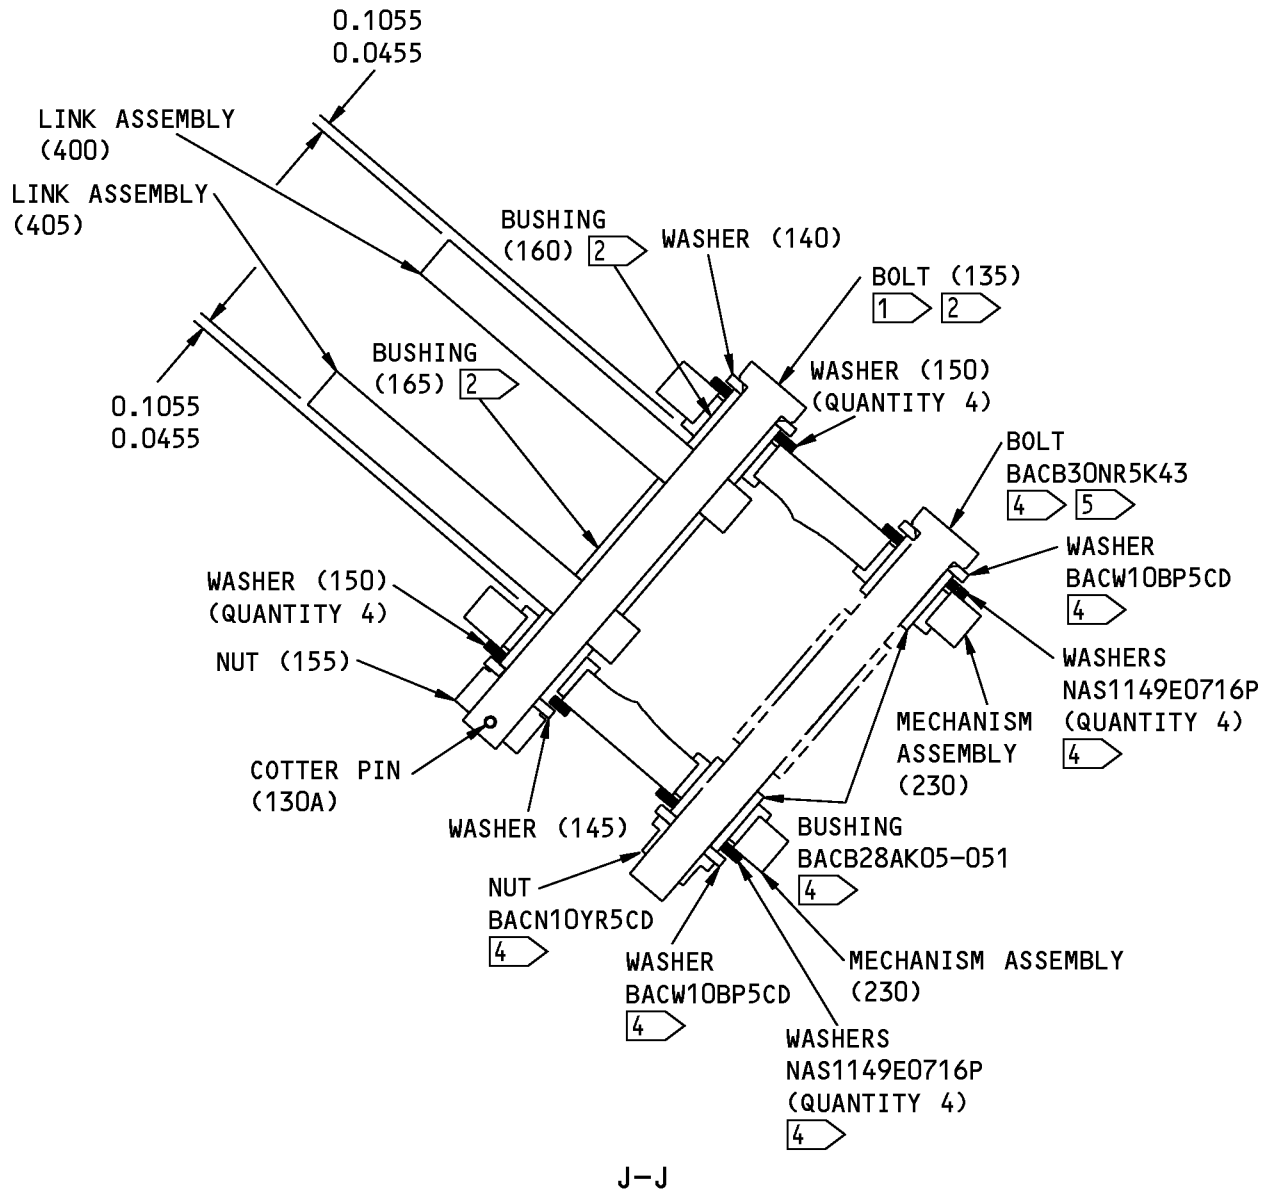 0.1055
0.0455
LINK ASSEMBLY
(400)
LINK ASSEMBLY
(405)
BUSHING
(160) 2
WASHER (140)
BOLT (135)
1 2
BUSHING
(165) 2
WASHER (150)
(QUANTITY 4)
0.1055
0.0455
BOLT
BACB30NR5K43
4 5
WASHER
BACW10BP5CD
4
WASHER (150)
(QUANTITY 4)
NUT (155)
WASHERS
NAS1149E0716P
(QUANTITY 4)
4
MECHANISM
ASSEMBLY
(230)
COTTER PIN
(130A)
WASHER (145)
BUSHING
BACB28AK05-051
4
NUT
BACN10YR5CD
4
WASHER
BACW10BP5CD
4
MECHANISM ASSEMBLY
(230)
WASHERS
NAS1149E0716P
(QUANTITY 4)
4
J-J